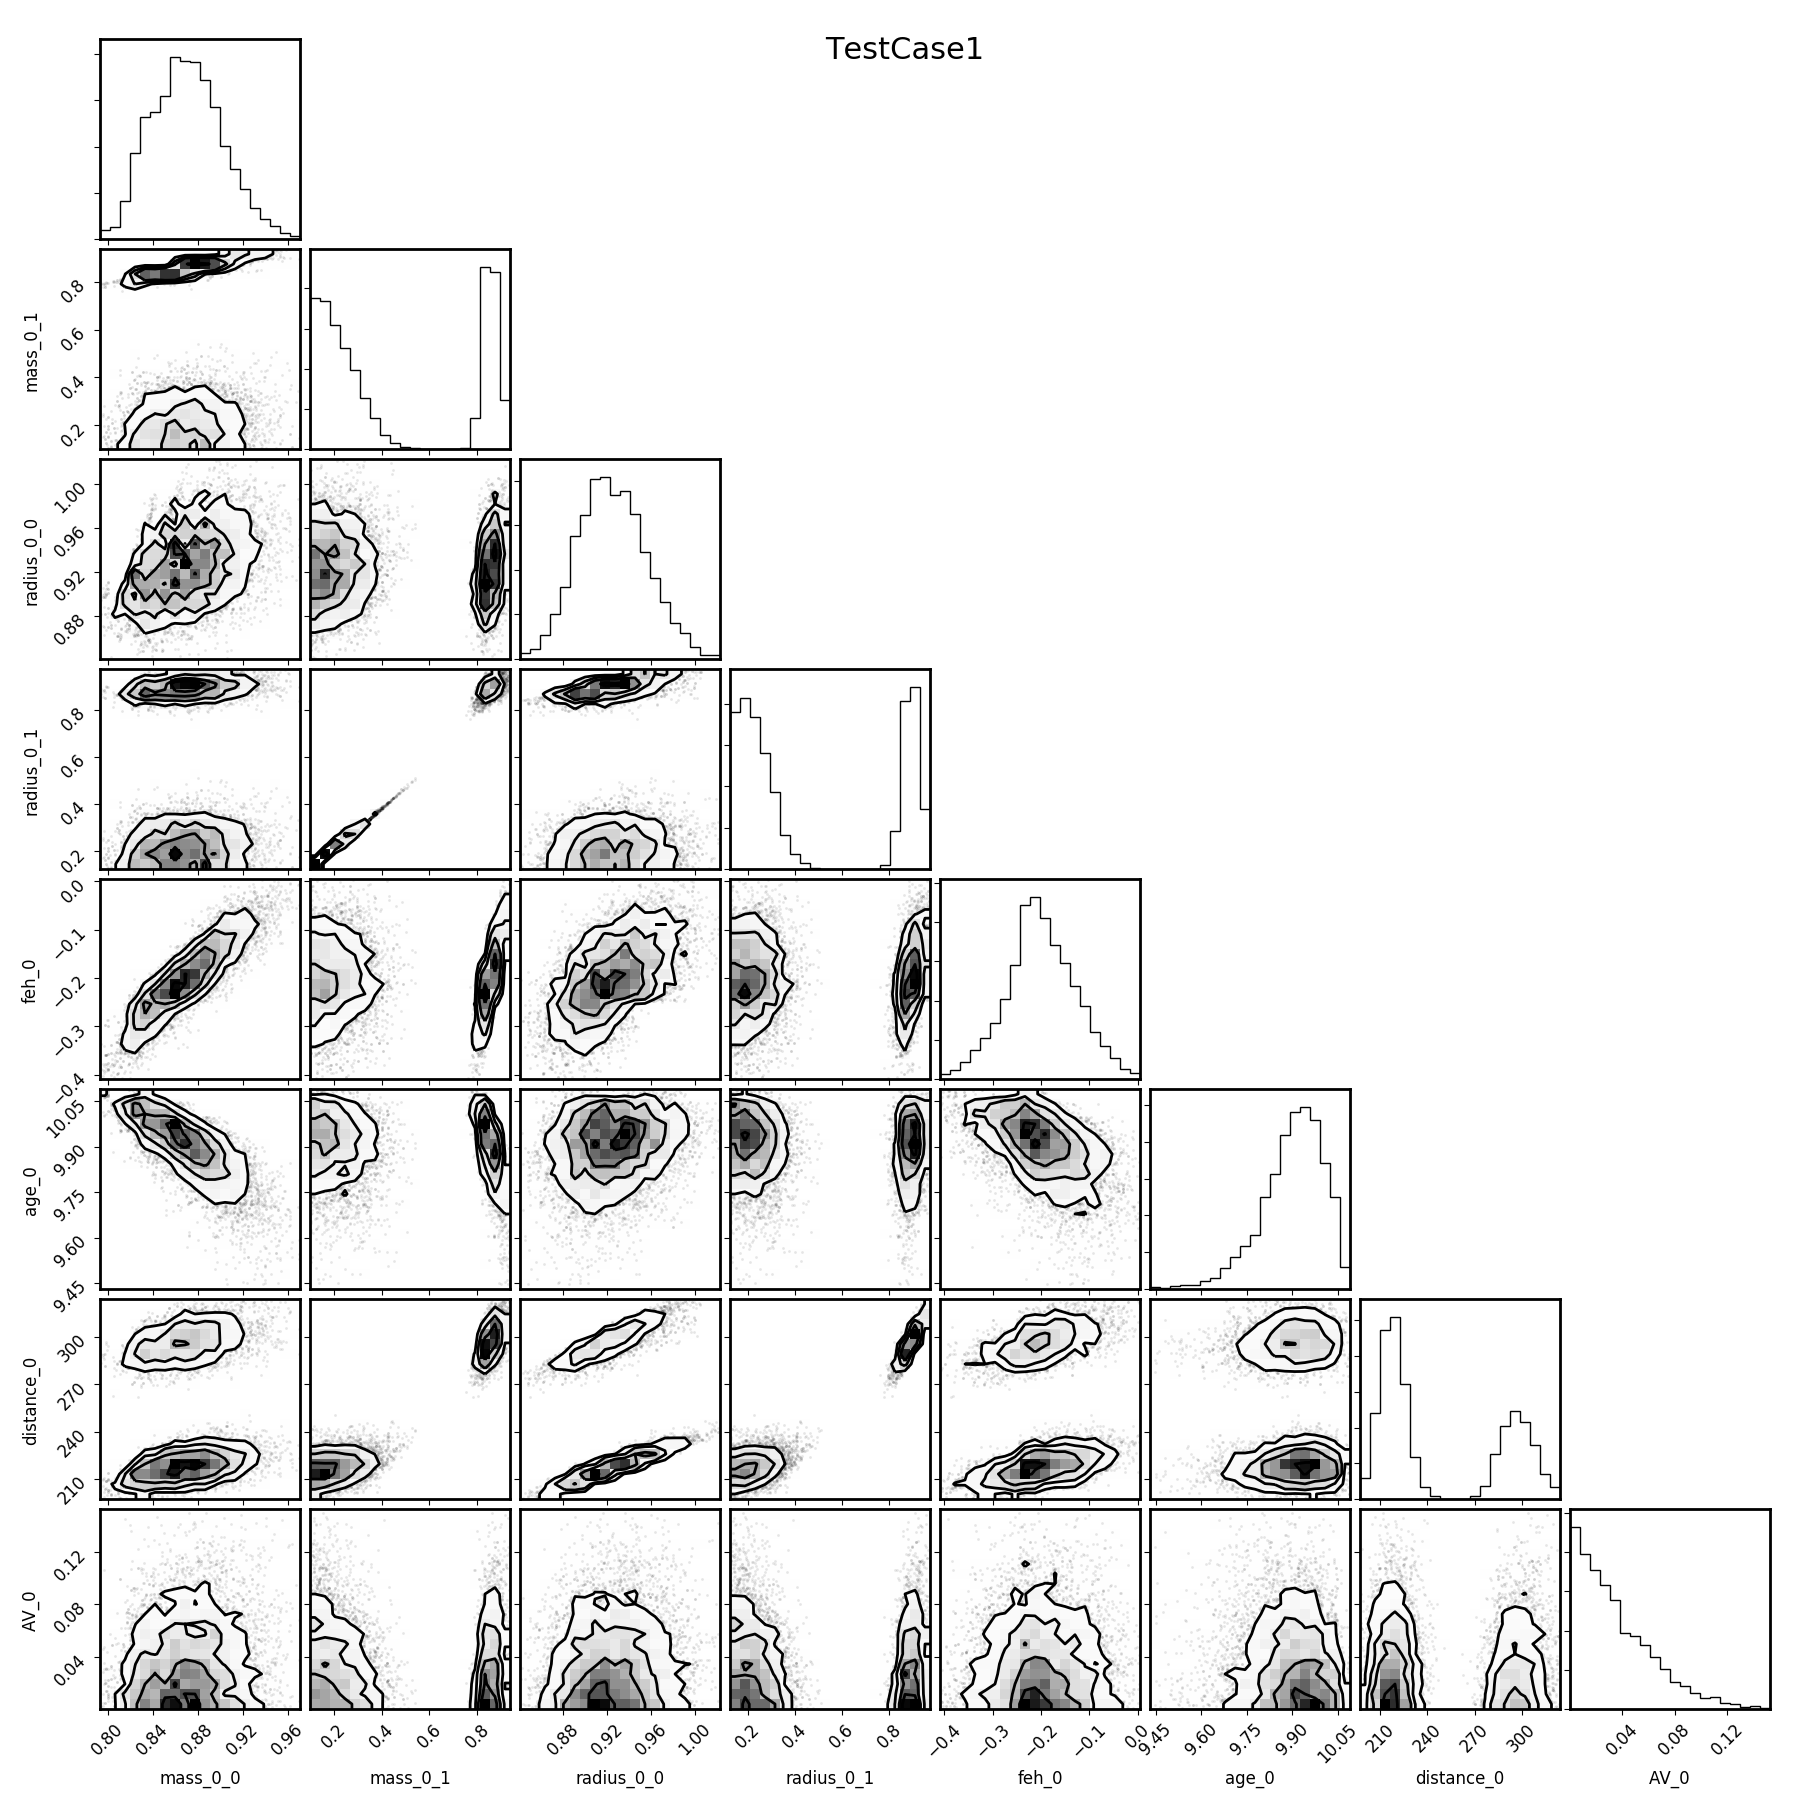 TestCase1
0.8
0.6
0.4
0.2
mass_0_1
1.00
0.96
0.92
0.88
radius_0_0
0.8
0.6
0.4
0.2
radius_0_1
0.0
−0.1
−0.2
−0.3
−0.4
feh_0
10.05
9.90
9.75
9.60
9.45
age_0
300
270
240
210
distance_0
0.12
0.08
0.04
AV_0
0.80 0.84 0.88 0.92 0.96 0.2 0.4 0.6 0.8 0.88 0.92 0.96 1.00 0.2 0.4 0.6 0.8 −0.4 −0.3 −0.2 −0.1 0.0 9.45 9.60 9.75 9.90 10.05 210 240 270 300 0.04 0.08 0.12
mass_0_0 mass_0_1 radius_0_0 radius_0_1 feh_0 age_0 distance_0 AV_0